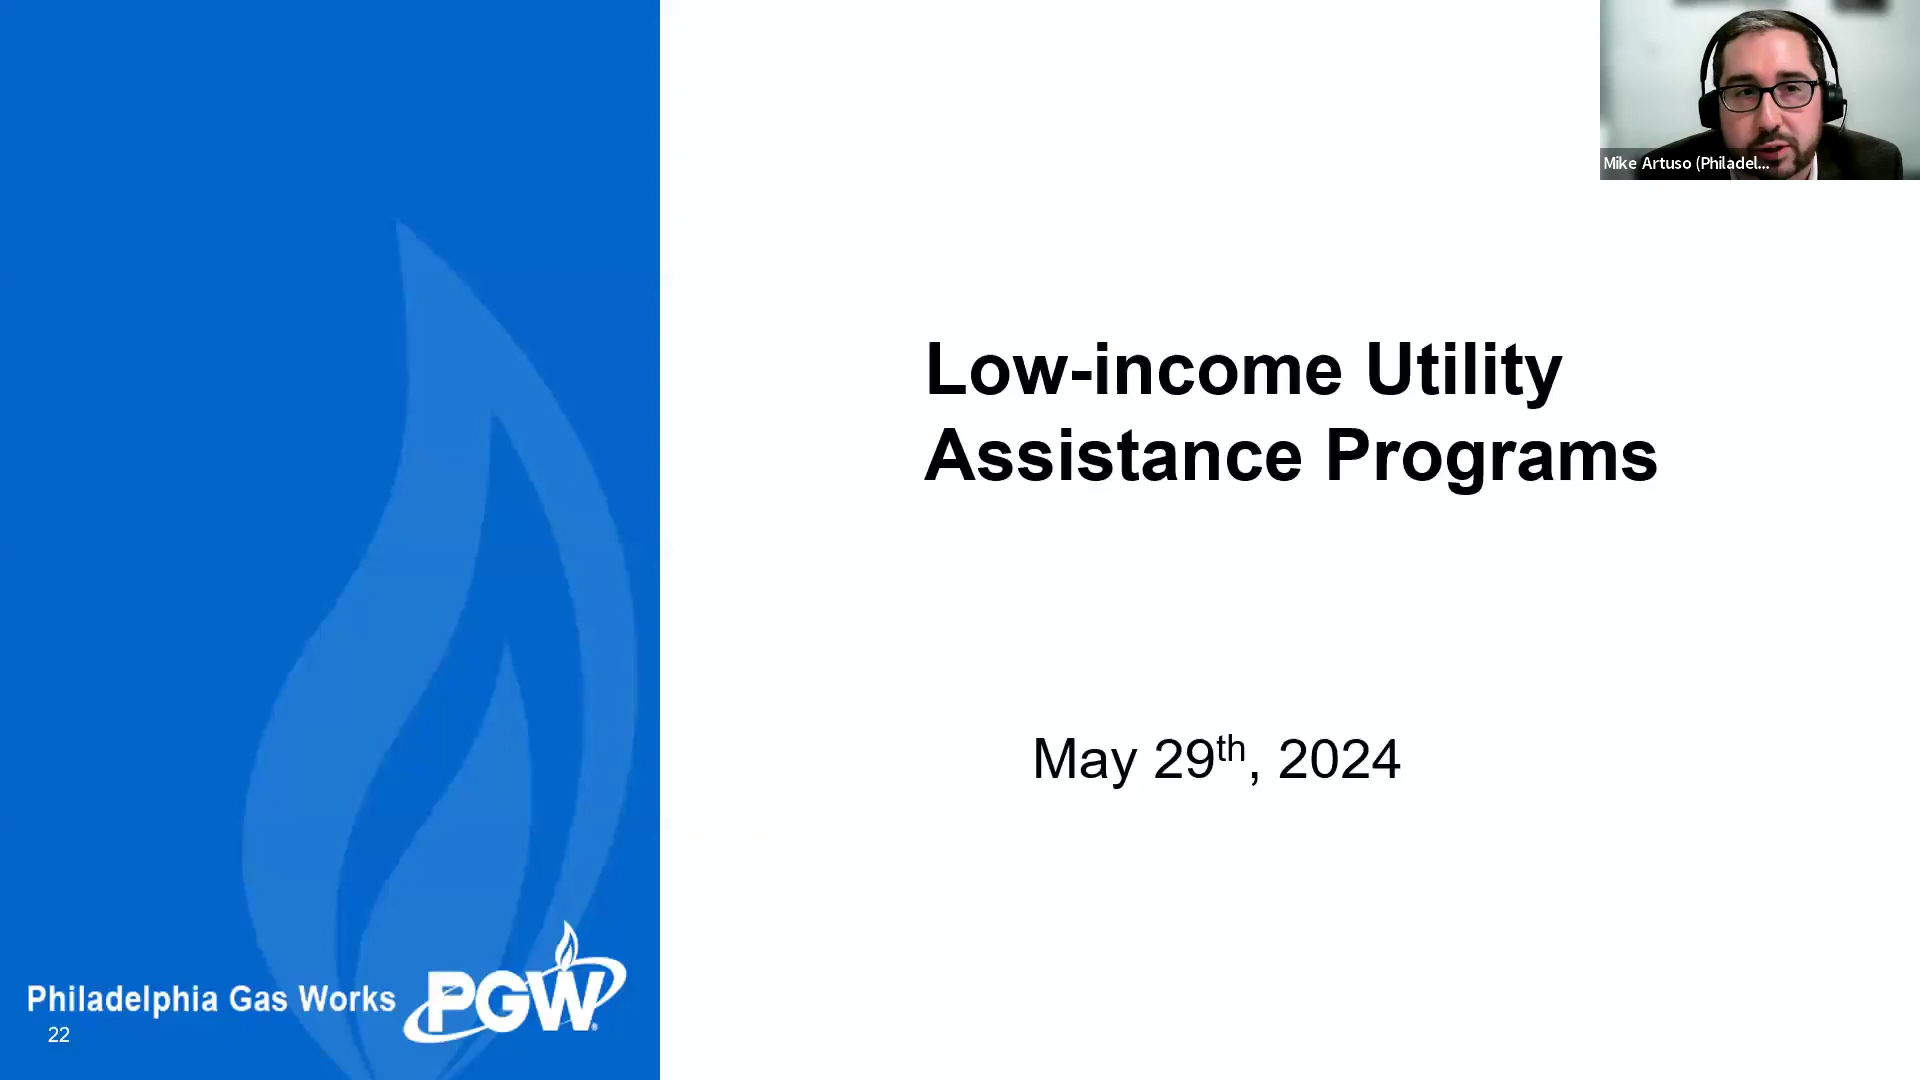 Mike Artuso (Philadel...
Low-income Utility
Assistance Programs
May 29th, 2024
Philadelphia Gas Works
PGW
22